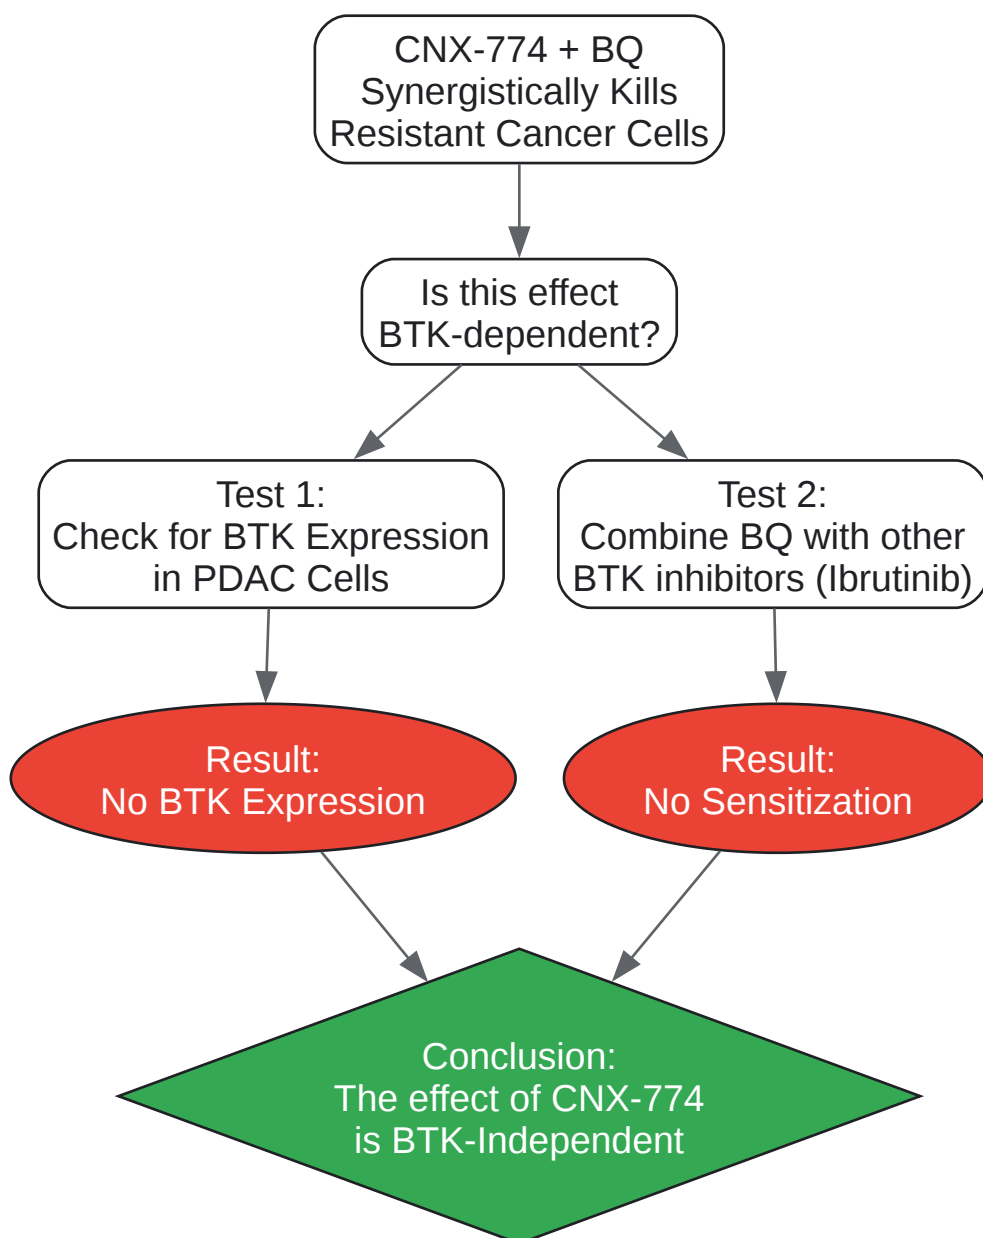 CNX-774 + BQ
Synergistically Kills
Resistant Cancer Cells
Is this effect
BTK-dependent?
Test 1:
Check for BTK Expression
in PDAC Cells
Test 2:
Combine BQ with other
BTK inhibitors (Ibrutinib)
Result:
No BTK Expression
Result:
No Sensitization
Conclusion:
The effect of CNX-774
is BTK-Independent